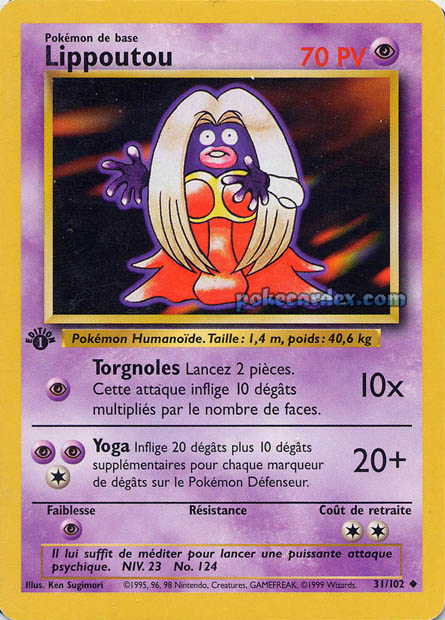 Pokémon de base
Lippoutou 70 PV
pokecardex.com
EDITION 1
Pokémon Humanoïde. Taille : 1,4 m, poids : 40,6 kg
Torgnoles Lancez 2 pièces.
Cette attaque inflige 10 dégâts
multipliés par le nombre de faces.
10x
Yoga Inflige 20 dégâts plus 10 dégâts
supplémentaires pour chaque marqueur
de dégâts sur le Pokémon Défenseur.
20+
Faiblesse Résistance Coût de retraite
Il lui suffit de méditer pour lancer une puissante attaque
psychique. NIV. 23 No. 124
Illus. Ken Sugimori ©1995, 96, 98 Nintendo, Creatures, GAMEFREAK. ©1999 Wizards. 31/102